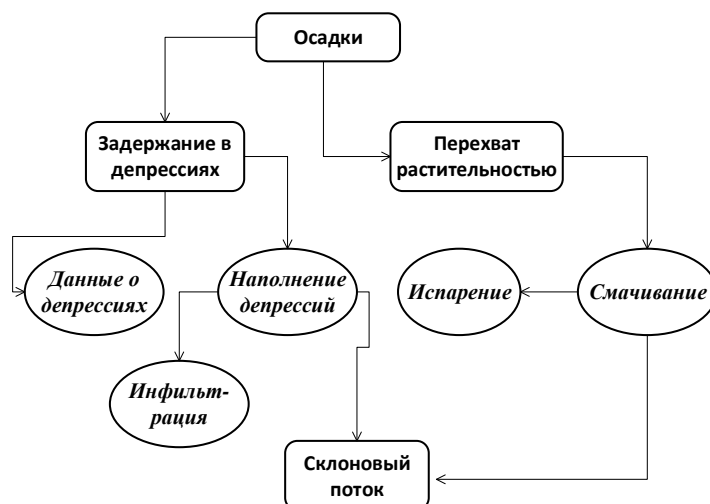 Осадки
Задержание в
депрессиях
Перехват
растительностью
Данные о
депрессиях
Наполнение
депрессий
Испарение
Смачивание
Инфильт-
рация
Склоновый
поток